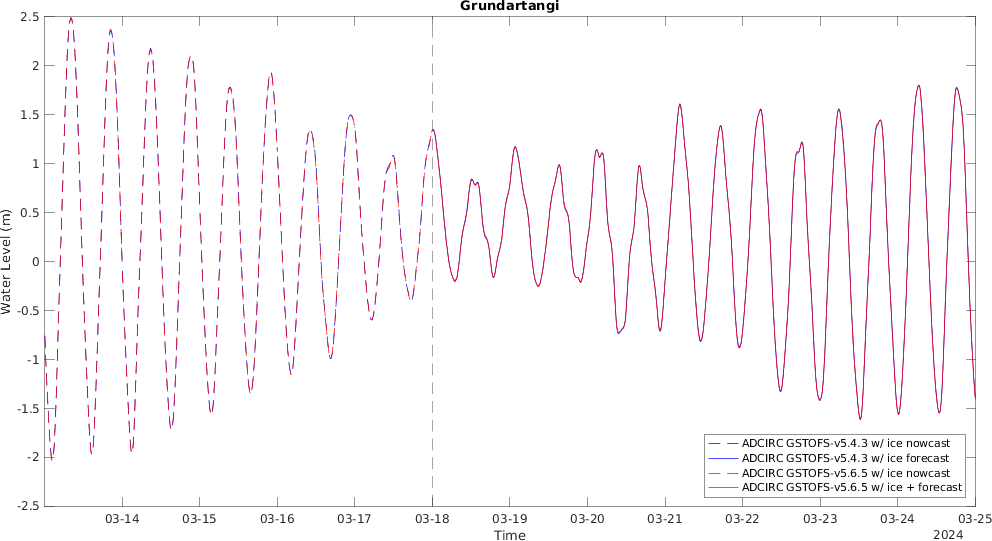 Grundartangi
2.5
2
1.5
1
0.5
0
-0.5
-1
-1.5
-2
-2.5
Water Level (m)
ADCIRC GSTOFS-v5.4.3 w/ ice nowcast
ADCIRC GSTOFS-v5.4.3 w/ ice forecast
ADCIRC GSTOFS-v5.6.5 w/ ice nowcast
ADCIRC GSTOFS-v5.6.5 w/ ice + forecast
03-14 03-15 03-16 03-17 03-18 03-19 03-20 03-21 03-22 03-23 03-24 03-25
Time
2024